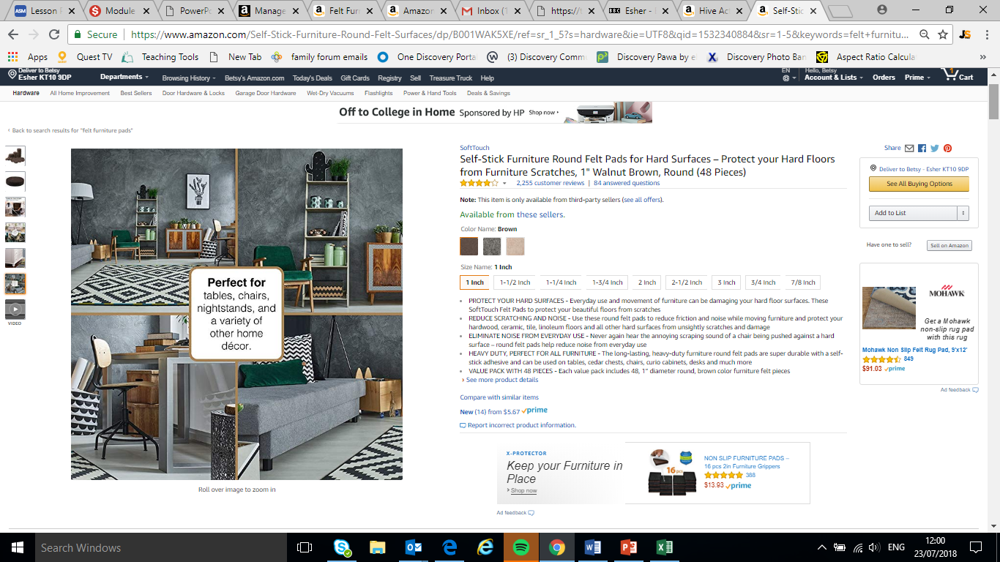 Lesson F
Module
PowerPo
Manage
Felt Fur
Amazon
Inbox (1
https://t
Esher -
Hive Act
Self-Stic
Secure
https://www.amazon.com/Self-Stick-Furniture-Round-Felt-Surfaces/dp/B001WAK5XE/ref=sr_1_5?s=hardware&ie=UTF8&qid=1532340884&sr=1-5&keywords=felt+furnitu...
Apps
Quest TV
Teaching Tools
New Tab
family forum emails
One Discovery Porta
(3) Discovery Comm
Discovery Pawa by e
Discovery Photo Ban
Aspect Ratio Calcula
Deliver to Betsy
Esher KT10 9DP
Departments
Browsing History
Betsy's Amazon.com
Today's Deals
Gift Cards
Registry
Sell
Treasure Truck
Help
EN
Hello, Betsy
Account & Lists
Orders
Prime
1
Cart
Hardware
All Home Improvement
Best Sellers
Door Hardware & Locks
Garage Door Hardware
Wet-Dry Vacuums
Flashlights
Power & Hand Tools
Deals & Savings
Off to College in Home Sponsored by HP Shop now ›
‹ Back to search results for "felt furniture pads"
VIDEO
Perfect for
tables, chairs,
nightstands, and
a variety of
other home
décor.
Roll over image to zoom in
SoftTouch
Self-Stick Furniture Round Felt Pads for Hard Surfaces – Protect your Hard Floors
from Furniture Scratches, 1" Walnut Brown, Round (48 Pieces)
2,255 customer reviews | 84 answered questions
Note: This item is only available from third-party sellers (see all offers).
Available from these sellers.
Color Name: Brown
Size Name: 1 Inch
1 Inch
1-1/2 Inch
1-1/4 Inch
1-3/4 Inch
2 Inch
2-1/2 Inch
3 Inch
3/4 Inch
7/8 Inch
PROTECT YOUR HARD SURFACES - Everyday use and movement of furniture can be damaging your hard floor surfaces. These
SoftTouch Felt Pads to protect your beautiful floors from scratches
REDUCE SCRATCHING AND NOISE - Use these round felt pads to reduce friction and noise while moving furniture and protect your
hardwood, ceramic, tile, linoleum floors and all other hard surfaces from unsightly scratches and damage
ELIMINATE NOISE FROM EVERYDAY USE - Never again hear the annoying scraping sound of a chair being pushed against a hard
surface – round felt pads help reduce noise from everyday use
HEAVY DUTY, PERFECT FOR ALL FURNITURE - The long-lasting, heavy-duty furniture round felt pads are super durable with a self-
stick adhesive and can be used on tables, cedar chests, chairs, curio cabinets, desks and much more
VALUE PACK WITH 48 PIECES - Each value pack includes 48, 1" diameter round, brown color furniture felt pieces
› See more product details
Compare with similar items
New (14) from $5.67 prime
Report incorrect product information.
X-PROTECTOR
Keep your Furniture in
Place
› Shop now
16 pcs
NON SLIP FURNITURE PADS –
16 pcs 2in Furniture Grippers
388
$13.93 prime
Ad feedback
Share
Deliver to Betsy - Esher KT10 9DP
See All Buying Options
Add to List
Have one to sell?
Sell on Amazon
MOHAWK
Get a Mohawk
non-slip rug pad
with this rug
Mohawk Non Slip Felt Rug Pad, 9'x12'
849
$91.03 prime
Ad feedback
Search Windows
ENG
12:00
23/07/2018